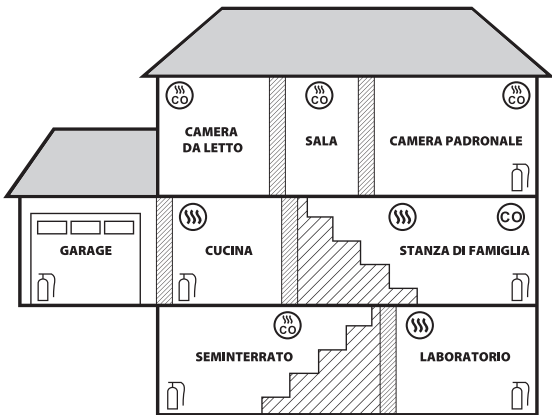 CO
CO
CO
CAMERA
DA LETTO
SALA
CAMERA PADRONALE
CO
GARAGE
CUCINA
STANZA DI FAMIGLIA
CO
SEMINTERRATO
LABORATORIO